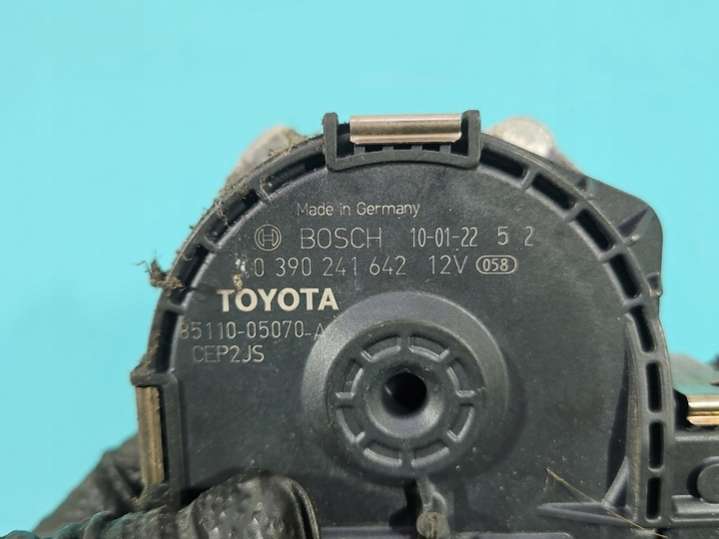 Made in Germany
BOSCH 10-01-22 5 2
0 390 241 642 12V 058
TOYOTA
85110-05070-A
CEP2JS